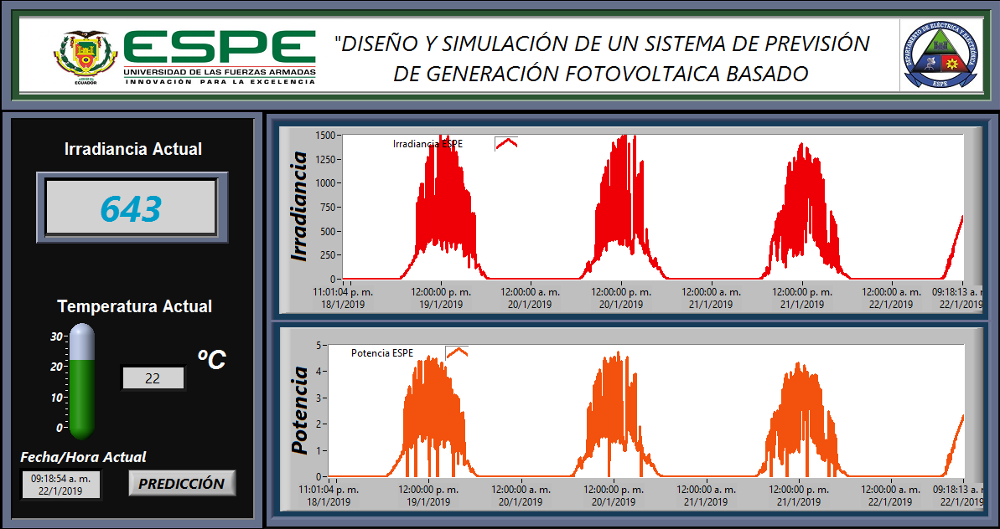 ESPE
UNIVERSIDAD DE LAS FUERZAS ARMADAS
INNOVACIÓN PARA LA EXCELENCIA
ECUADOR
"DISEÑO Y SIMULACIÓN DE UN SISTEMA DE PREVISIÓN
DE GENERACIÓN FOTOVOLTAICA BASADO
DEPARTAMENTO DE ELÉCTRICA Y ELECTRÓNICA
ESPE
Irradiancia Actual
643
Temperatura Actual
30
20
10
0
22
ºC
Fecha/Hora Actual
09:18:54 a. m.
22/1/2019
PREDICCIÓN
Irradiancia ESPE
Irradiancia
1500
1250
1000
750
500
250
0
11:01:04 p. m. 12:00:00 p. m. 12:00:00 a. m. 12:00:00 p. m. 12:00:00 a. m. 12:00:00 p. m. 12:00:00 a. m. 09:18:13 a. 
18/1/2019 19/1/2019 20/1/2019 20/1/2019 21/1/2019 21/1/2019 22/1/2019 22/1/2019
Potencia ESPE
Potencia
5
4
3
2
1
0
11:01:04 p. m. 12:00:00 p. m. 12:00:00 a. m. 12:00:00 p. m. 12:00:00 a. m. 12:00:00 p. m. 12:00:00 a. m. 09:18:13 a. 
18/1/2019 19/1/2019 20/1/2019 20/1/2019 21/1/2019 21/1/2019 22/1/2019 22/1/2019